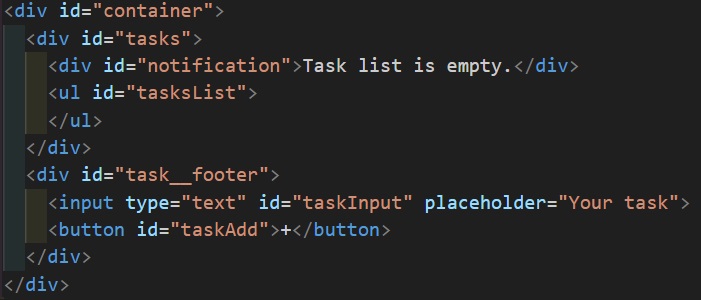 <div id="container">
<div id="tasks">
<div id="notification">Task list is empty.</div>
<ul id="tasksList">
</ul>
</div>
<div id="task__footer">
<input type="text" id="taskInput" placeholder="Your task">
<button id="taskAdd">+</button>
</div>
</div>